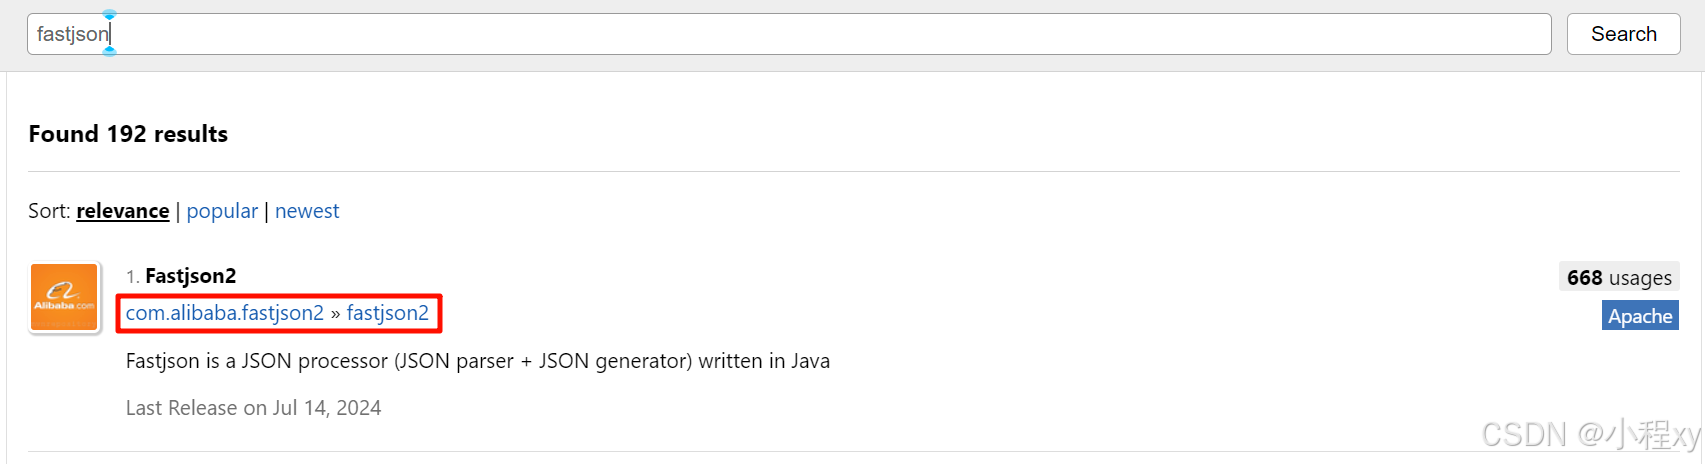 fastjson
Search
Found 192 results
Sort: relevance | popular | newest
Alibaba.com
1. Fastjson2
668 usages
com.alibaba.fastjson2 » fastjson2
Apache
Fastjson is a JSON processor (JSON parser + JSON generator) written in Java
Last Release on Jul 14, 2024
CSDN @小程xy